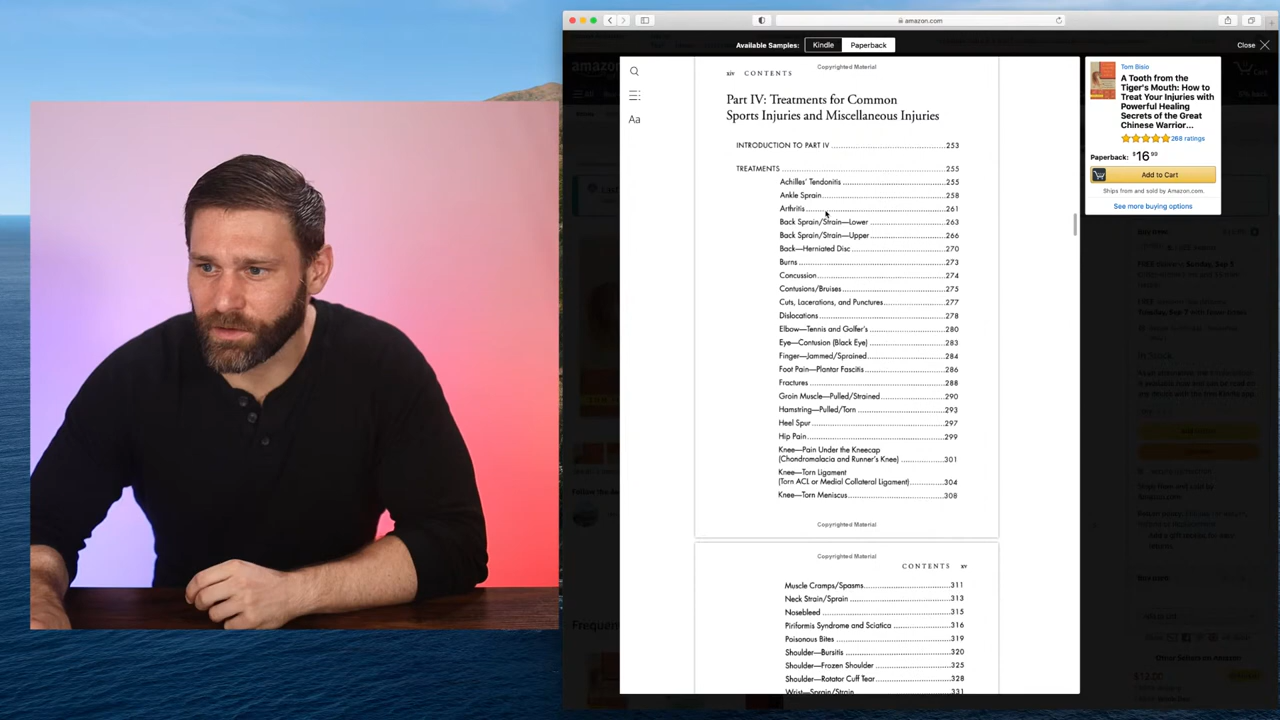 amazon.com
Available Samples:
Kindle
Paperback
Close
Aa
Copyrighted Material
xiv CONTENTS
Part IV: Treatments for Common
Sports Injuries and Miscellaneous Injuries
INTRODUCTION TO PART IV 253
TREATMENTS 255
Achilles' Tendonitis 255
Ankle Sprain 258
Arthritis 261
Back Sprain/Strain—Lower 263
Back Sprain/Strain—Upper 266
Back—Herniated Disc 270
Burns 273
Concussion 274
Contusions/Bruises 275
Cuts, Lacerations, and Punctures 277
Dislocations 278
Elbow—Tennis and Golfer's 280
Eye—Contusion (Black Eye) 283
Finger—Jammed/Sprained 284
Foot Pain—Plantar Fascitis 286
Fractures 288
Groin Muscle—Pulled/Strained 290
Hamstring—Pulled/Torn 293
Heel Spur 297
Hip Pain 299
Knee—Pain Under the Kneecap
(Chondromalacia and Runner's Knee) 301
Knee—Torn Ligament
(Torn ACL or Medial Collateral Ligament) 304
Knee—Torn Meniscus 308
Copyrighted Material
Copyrighted Material
CONTENTS xv
Muscle Cramps/Spasms 311
Neck Strain/Sprain 313
Nosebleed 315
Piriformis Syndrome and Sciatica 316
Poisonous Bites 319
Shoulder—Bursitis 320
Shoulder—Frozen Shoulder 325
Shoulder—Rotator Cuff Tear 328
Wrist—Sprain/Strain 331
Tom Bisio
A Tooth from the
Tiger's Mouth: How to
Treat Your Injuries with
Powerful Healing
Secrets of the Great
Chinese Warrior...
268 ratings
Paperback: $16.99
Add to Cart
Ships from and sold by Amazon.com.
See more buying options